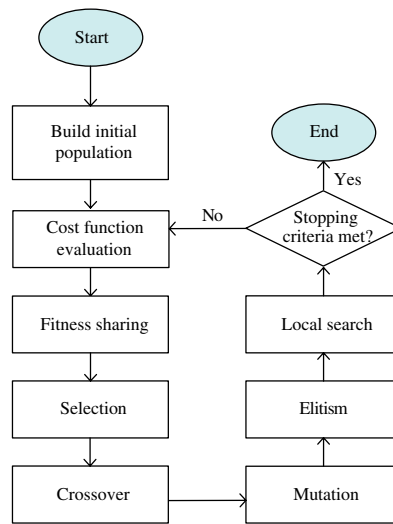 Start
Build initial
population
Cost function
evaluation
Fitness sharing
Selection
Crossover
Mutation
Elitism
Local search
Stopping
criteria met?
No
Yes
End